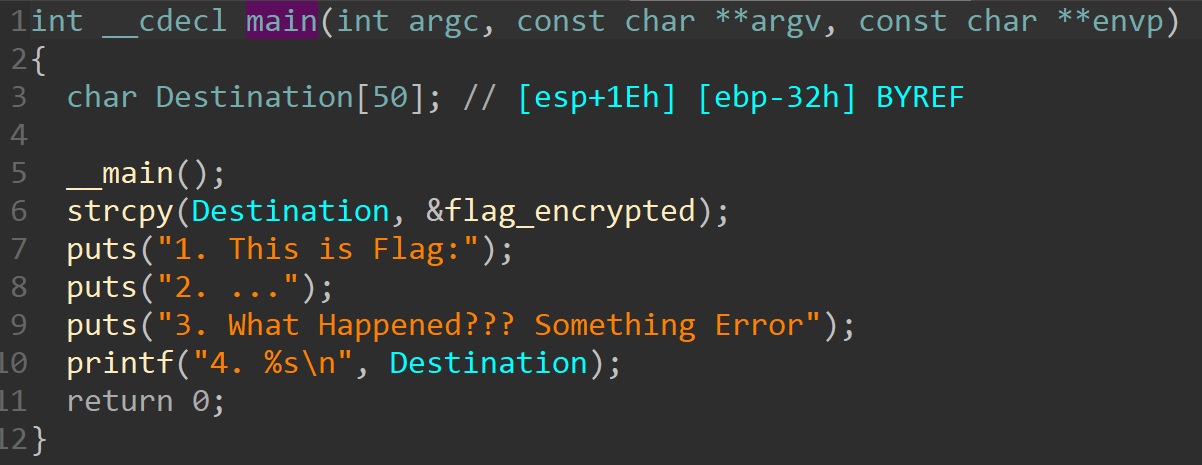 1 int __cdecl main(int argc, const char **argv, const char **envp)
2 {
3   char Destination[50]; // [esp+1Eh] [ebp-32h] BYREF
4
5   __main();
6   strcpy(Destination, &flag_encrypted);
7   puts("1. This is Flag:");
8   puts("2. ...");
9   puts("3. What Happened??? Something Error");
10   printf("4. %s\n", Destination);
11   return 0;
12 }